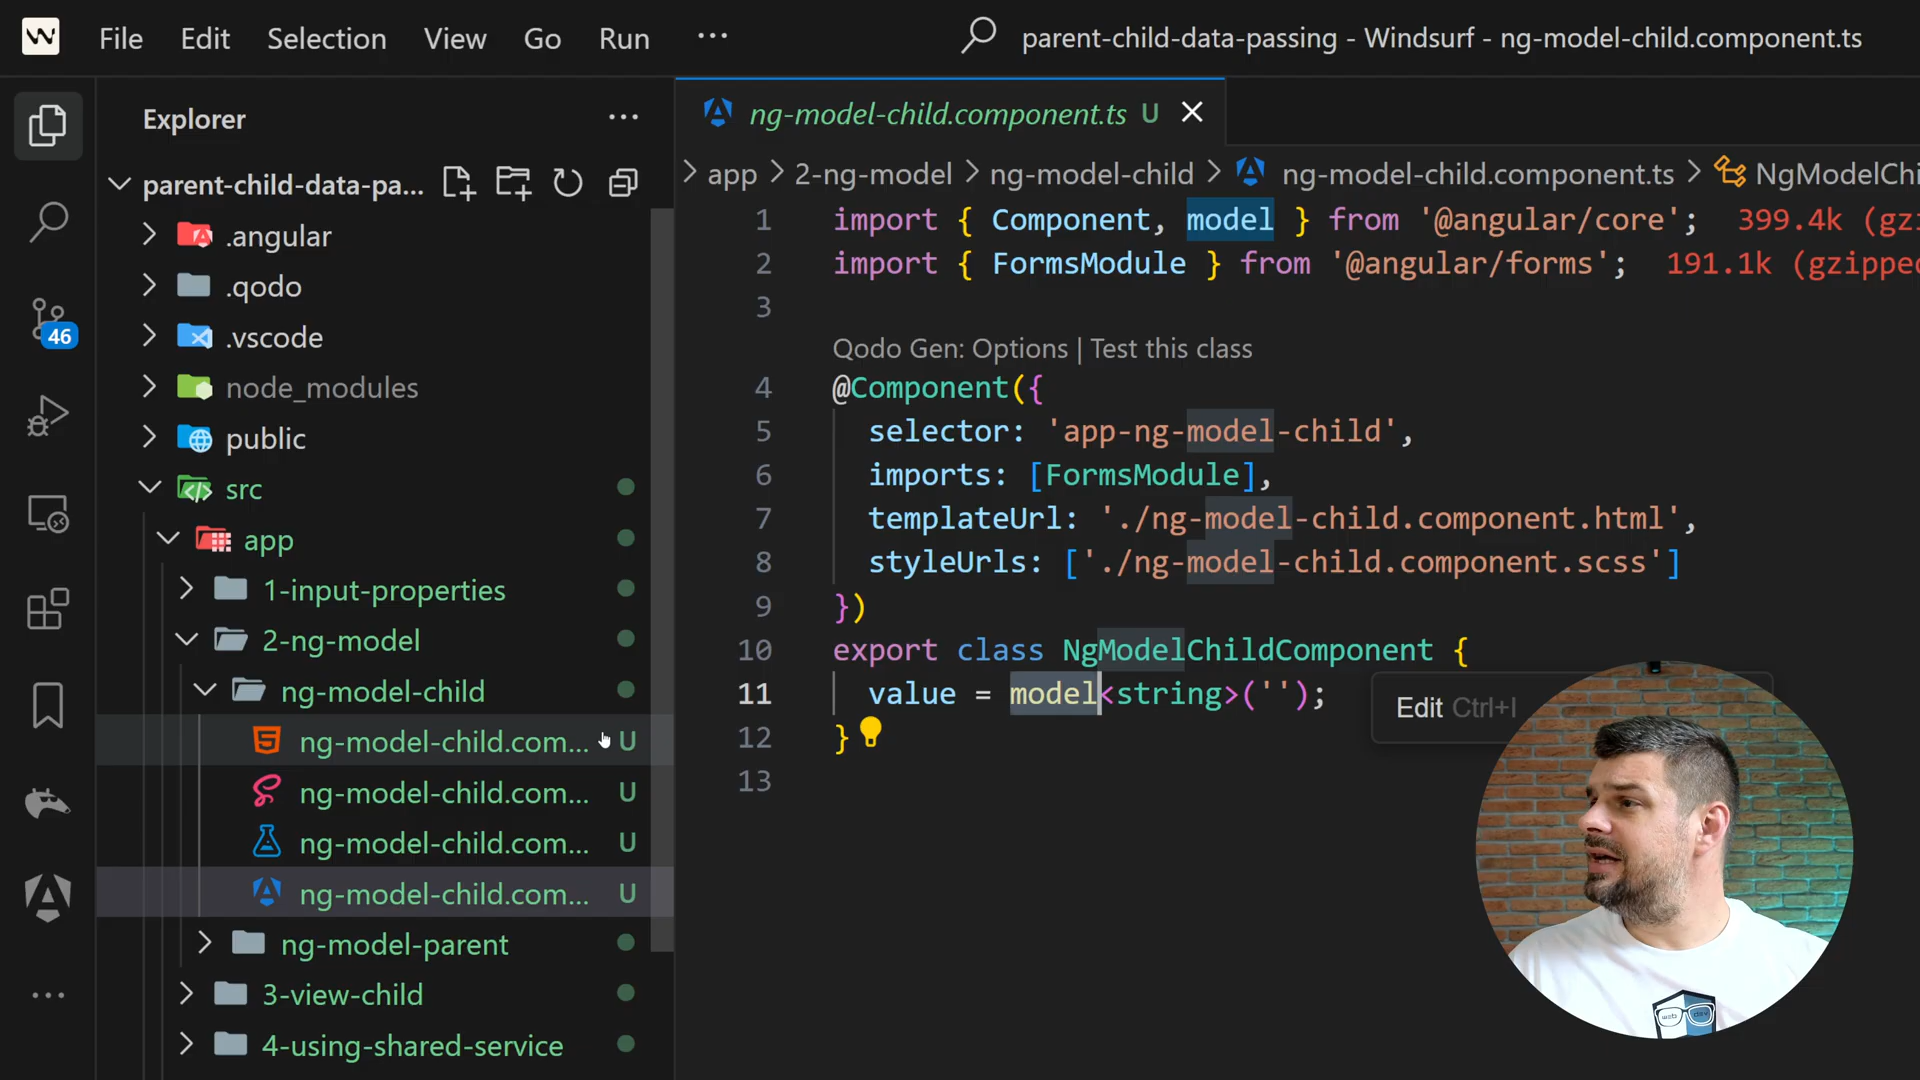 File Edit Selection View Go Run ... parent-child-data-passing - Windsurf - ng-model-child.component.ts
Explorer
parent-child-data-pa...
.angular
.qodo
.vscode
node_modules
public
src
app
1-input-properties
2-ng-model
ng-model-child
ng-model-child.com... U
ng-model-child.com... U
ng-model-child.com... U
ng-model-child.com... U
ng-model-parent
3-view-child
4-using-shared-service
46
ng-model-child.component.ts U
app > 2-ng-model > ng-model-child > ng-model-child.component.ts > NgModelChi
1 import { Component, model } from '@angular/core'; 399.4k (gzi
2 import { FormsModule } from '@angular/forms'; 191.1k (gzipped
3
Qodo Gen: Options | Test this class
4 @Component({
5 selector: 'app-ng-model-child',
6 imports: [FormsModule],
7 templateUrl: './ng-model-child.component.html',
8 styleUrls: ['./ng-model-child.component.scss']
9 })
10 export class NgModelChildComponent {
11 value = model<string>('');
12 }
13
Edit Ctrl+I
web dev